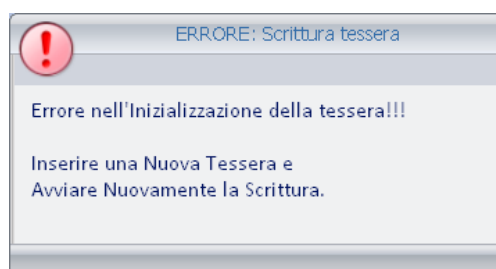 ERRORE: Scrittura tessera
Errore nell'Inizializzazione della tessera!!!
Inserire una Nuova Tessera e
Avviare Nuovamente la Scrittura.